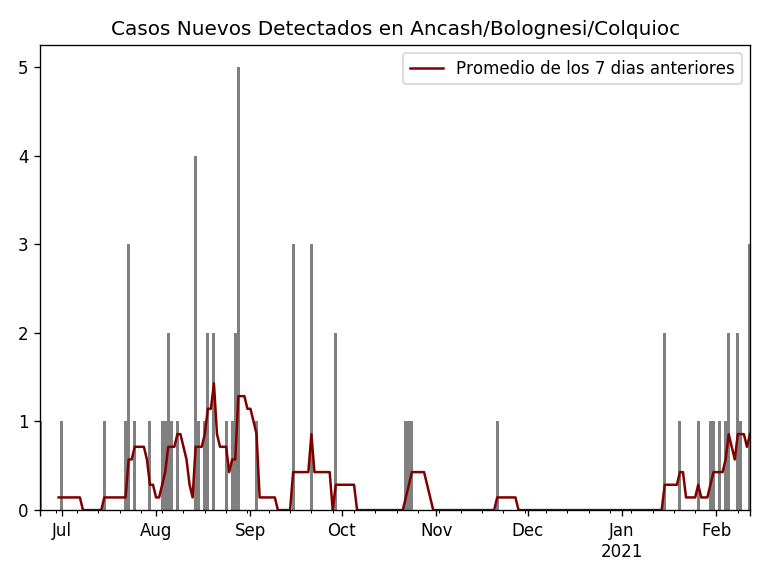 Casos Nuevos Detectados en Ancash/Bolognesi/Colquioc
Promedio de los 7 dias anteriores
5
4
3
2
1
0
Jul Aug Sep Oct Nov Dec Jan Feb
2021